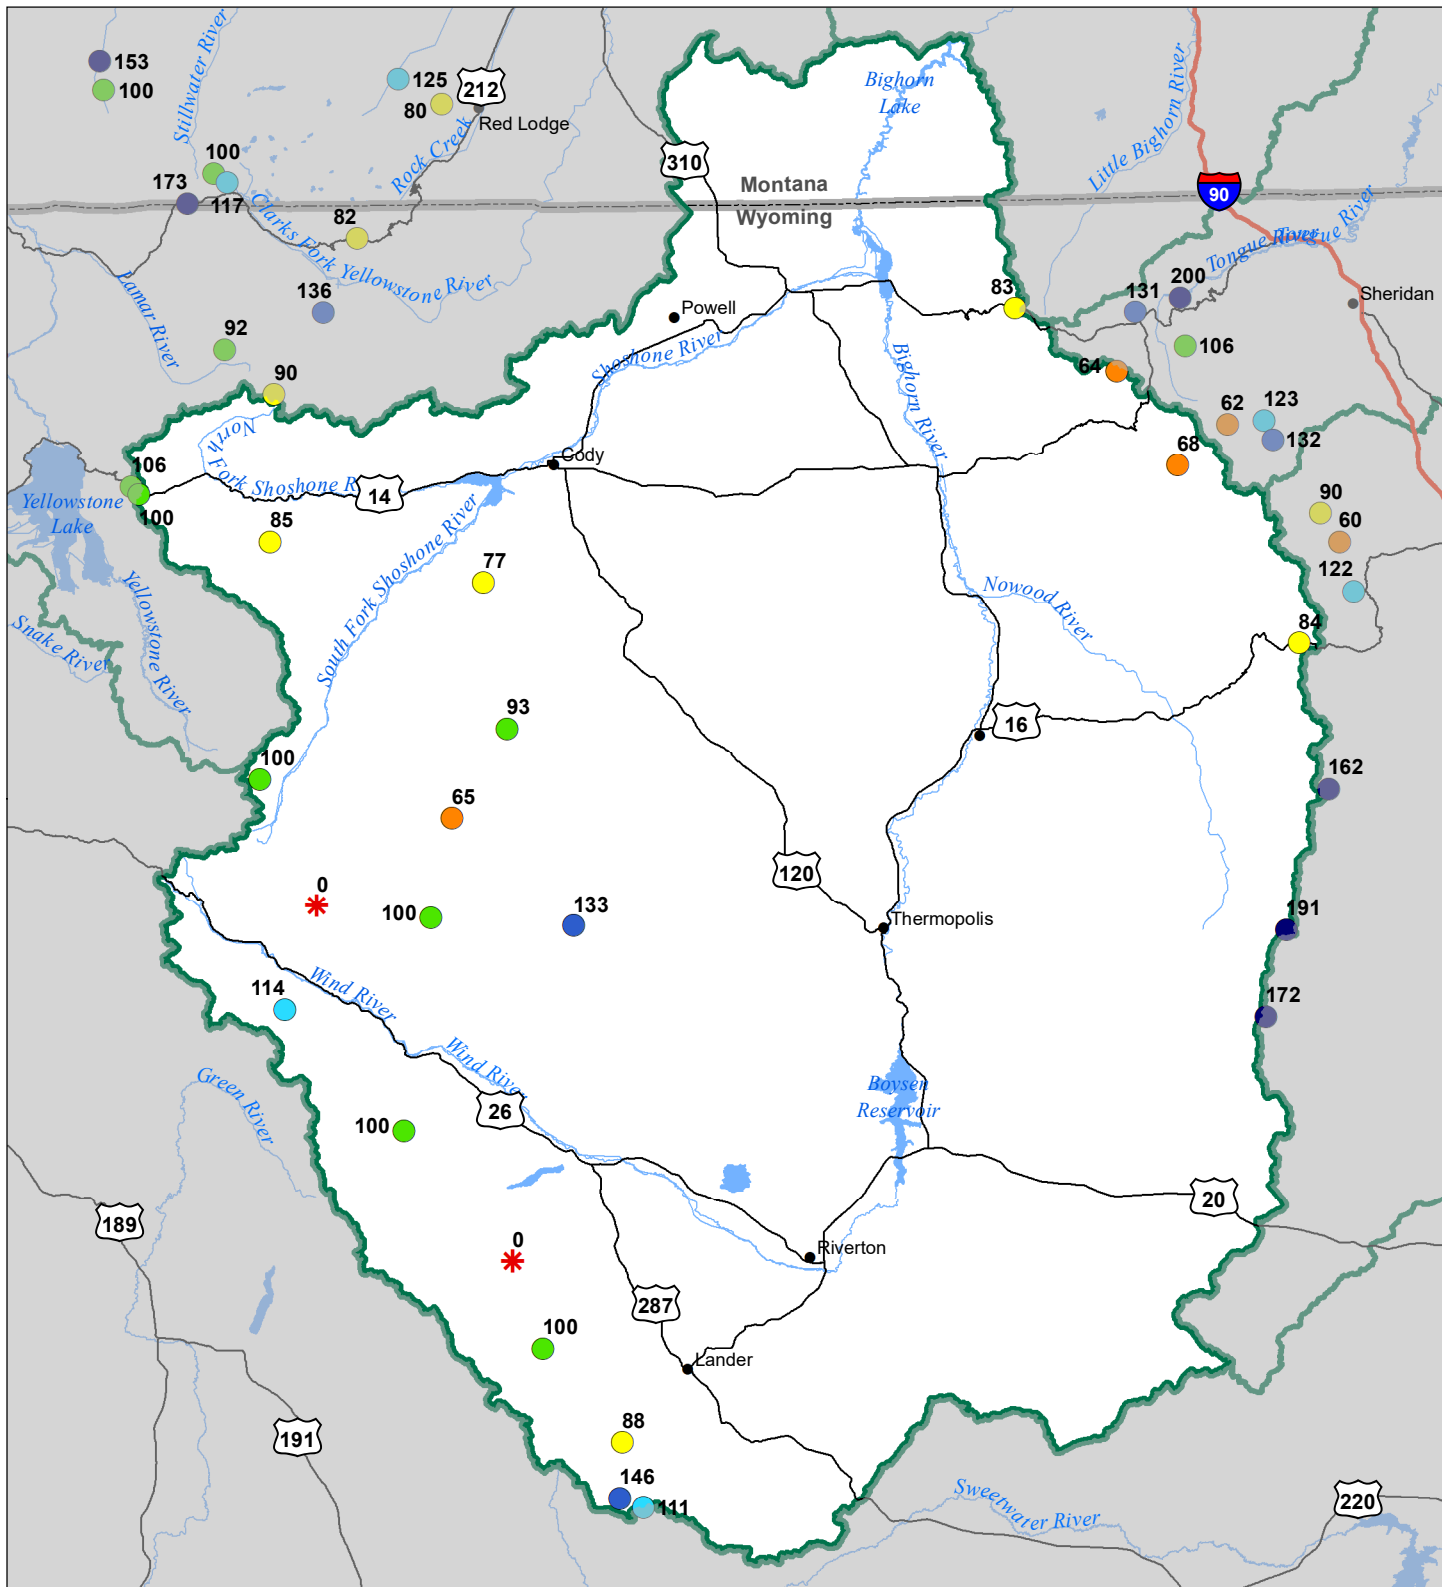 153
100
Stillwater River
125
80
212
Red Lodge
Rock Creek
Bighorn
Lake
Little Bighorn River
310
100
173
117
82
Montana
Wyoming
90
Clarks Fork Yellowstone River
Tongue River
Tongue River
136
Lamar River
92
90
Powell
83
131
200
Sheridan
106
64
Shoshone River
Bighorn River
62
123
132
68
North
Fork Shoshone R
106
100
Yellowstone
Lake
14
Cody
85
77
90
60
122
South Fork Shoshone River
Yellowstone River
Snake River
Nowood River
84
93
100
16
162
65
0
100
133
120
Thermopolis
191
172
114
Wind River
Wind River
Boysen
Reservoir
Green River
26
100
189
20
0
Riverton
287
100
Lander
191
88
146
111
Sweetwater River
220